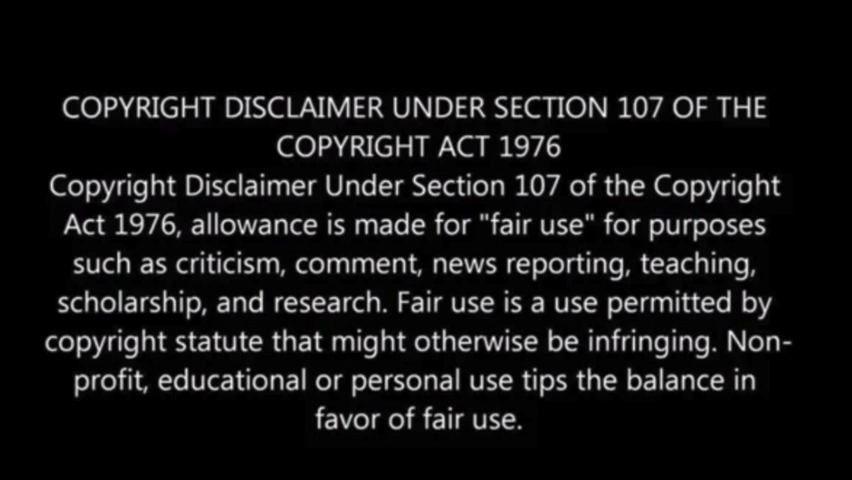 COPYRIGHT DISCLAIMER UNDER SECTION 107 OF THE
COPYRIGHT ACT 1976
Copyright Disclaimer Under Section 107 of the Copyright
Act 1976, allowance is made for "fair use" for purposes
such as criticism, comment, news reporting, teaching,
scholarship, and research. Fair use is a use permitted by
copyright statute that might otherwise be infringing. Non-
profit, educational or personal use tips the balance in
favor of fair use.